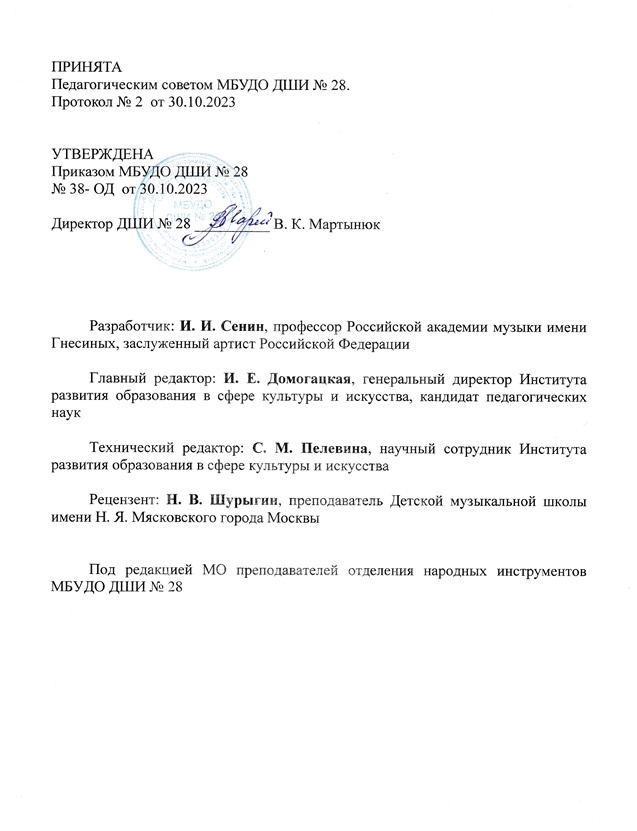 ПРИНЯТА
Педагогическим советом МБУДО ДШИ № 28.
Протокол № 2 от 30.10.2023
УТВЕРЖДЕНА
Приказом МБУДО ДШИ № 28
№ 38- ОД от 30.10.2023
МБУДО
ДШИ №
Директор ДШИ № 28 __________ В. К. Мартынюк
Разработчик: И. И. Сенин, профессор Российской академии музыки имени
Гнесиных, заслуженный артист Российской Федерации
Главный редактор: И. Е. Домогацкая, генеральный директор Института
развития образования в сфере культуры и искусства, кандидат педагогических
наук
Технический редактор: С. М. Пелевина, научный сотрудник Института
развития образования в сфере культуры и искусства
Рецензент: Н. В. Шурыгин, преподаватель Детской музыкальной школы
имени Н. Я. Мясковского города Москвы
Под редакцией МО преподавателей отделения народных инструментов
МБУДО ДШИ № 28